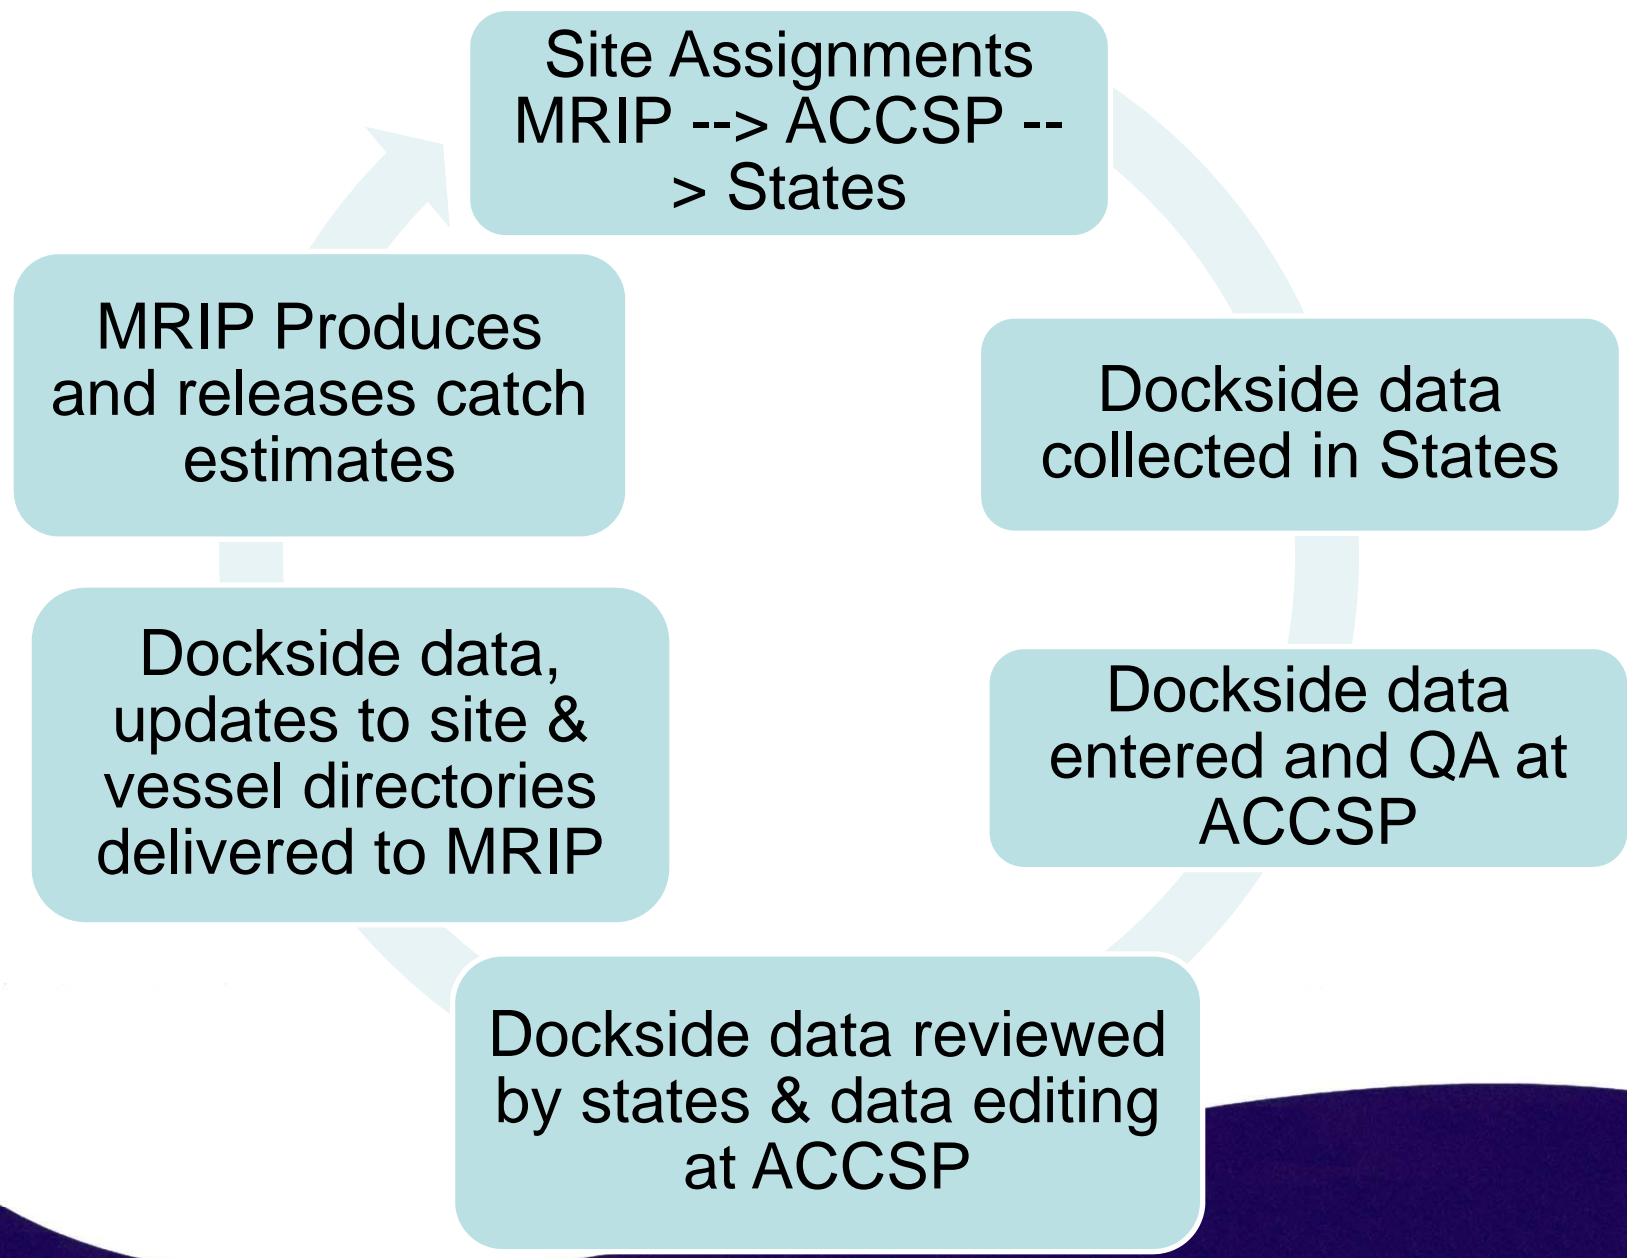 Site Assignments
MRIP --> ACCSP --
> States
Dockside data
collected in States
Dockside data
entered and QA at
ACCSP
Dockside data reviewed
by states & data editing
at ACCSP
Dockside data,
updates to site &
vessel directories
delivered to MRIP
MRIP Produces
and releases catch
estimates